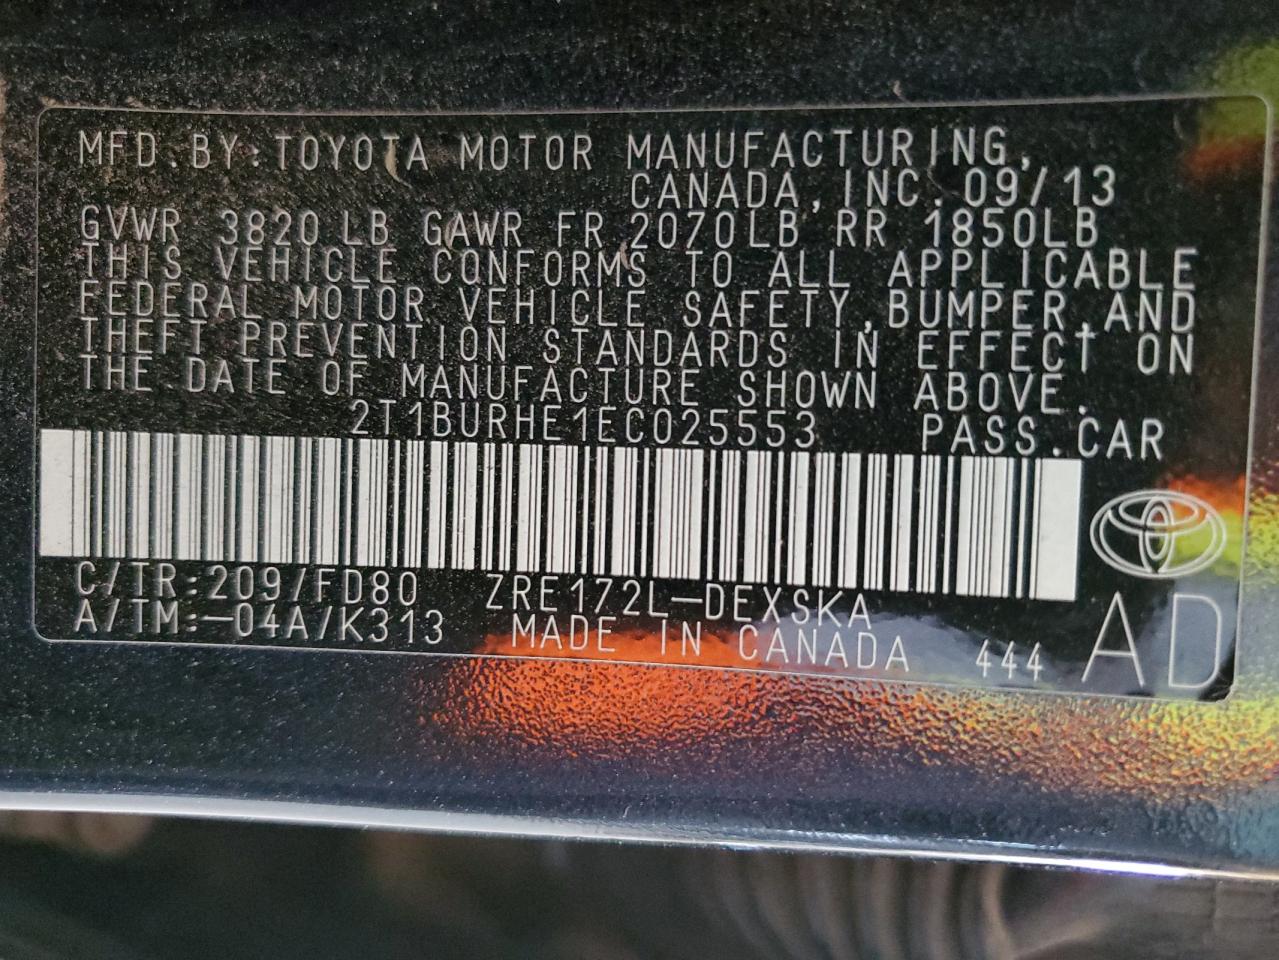 MFD.BY:TOYOTA MOTOR MANUFACTURING,
CANADA,INC.09/13
GVWR 3820 LB GAWR FR 2070LB RR 1850LB
THIS VEHICLE CONFORMS TO ALL APPLICABLE
FEDERAL MOTOR VEHICLE SAFETY,BUMPER,AND
THEFT PREVENTION STANDARDS IN EFFECT ON
THE DATE OF MANUFACTURE SHOWN ABOVE.
2T1BURHE1EC025553 PASS.CAR
C/TR:209/FD80 ZRE172L-DEXSKA
A/TM:-04A/K313 MADE IN CANADA 444 AD